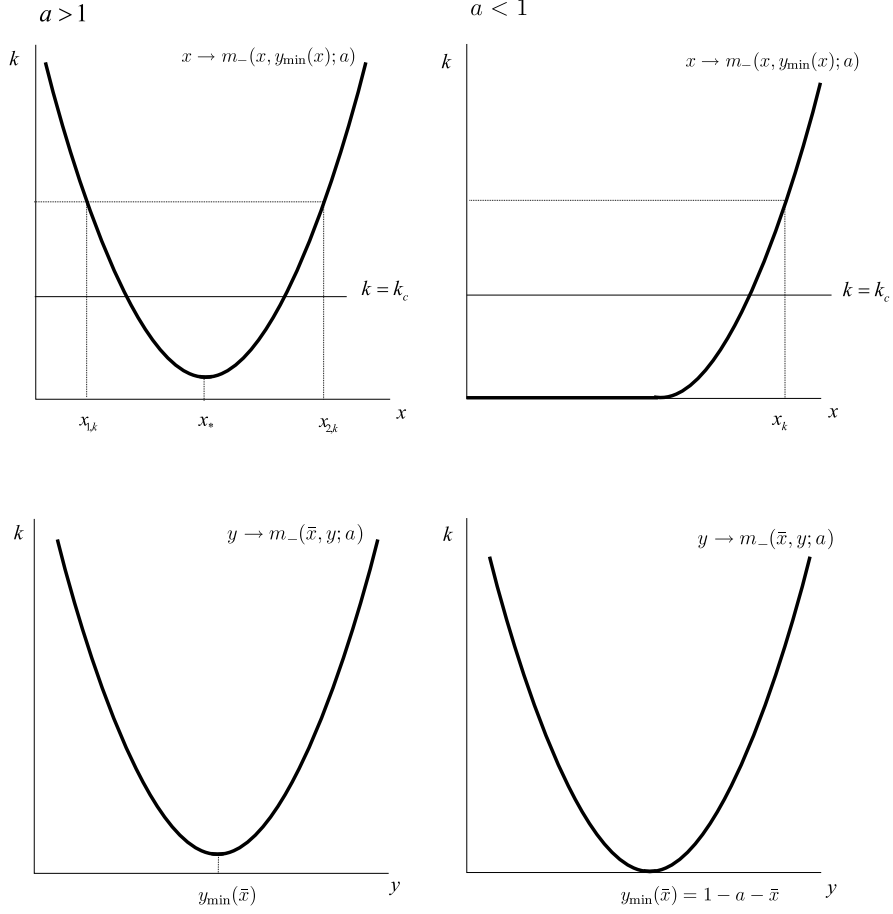 a > 1
k
x → m₋(x, y_min(x); a)
k = k_c
x_{1,k}
x_*
x_{2,k}
x
a < 1
k
x → m₋(x, y_min(x); a)
k = k_c
x_k
x
k
y → m₋(x̄, y; a)
y_min(x̄)
y
k
y → m₋(x̄, y; a)
y_min(x̄) = 1 − a − x̄
y